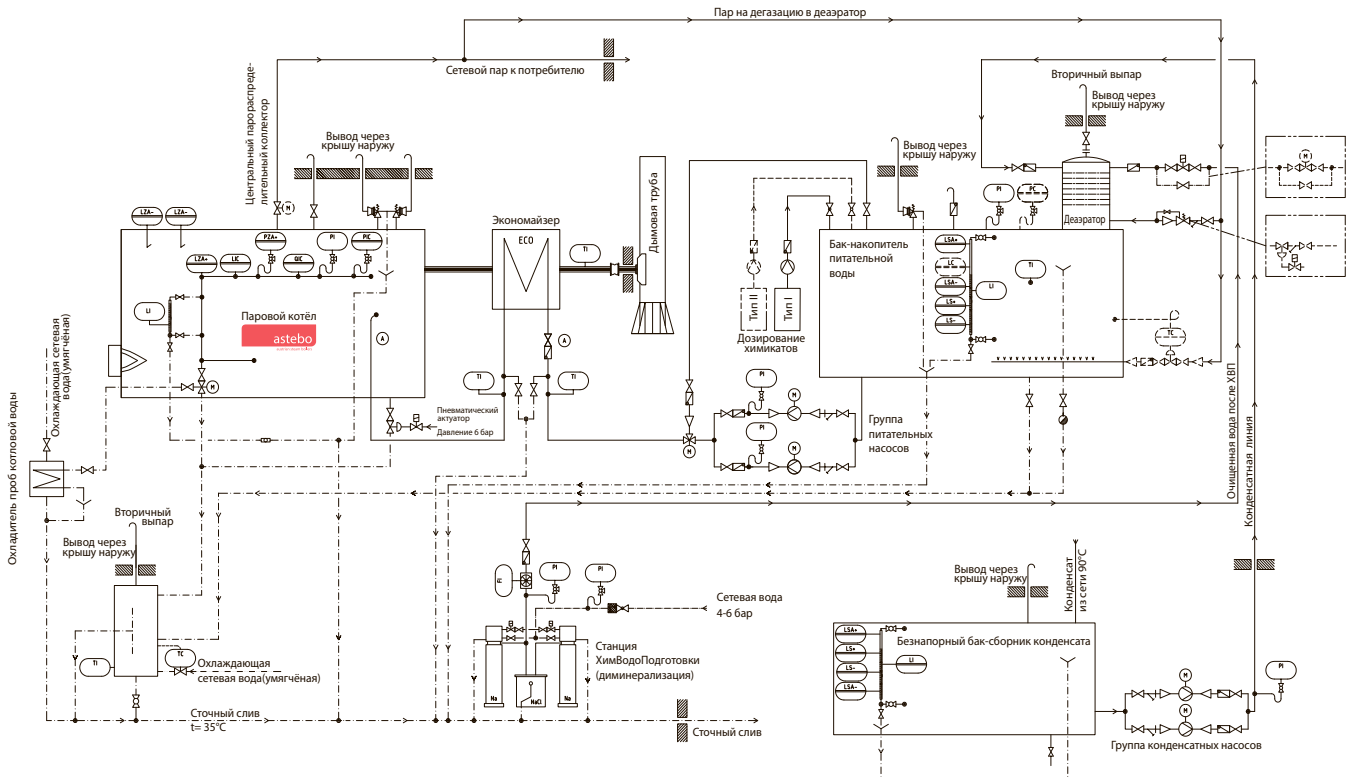 Пар на дегазацию в деаэратор
Сетевой пар к потребителю
Центральный парораспреде-
лительный коллектор
Вывод через
крышу наружу
Экономайзер
ECO
Дымовая труба
Вывод через
крышу наружу
Вторичный выпар
Вывод через
крышу наружу
Деаэратор
M
M
LZA-
LZA-
LZA+
LIC
PZA+
QIC
PI
PIC
LI
TI
Паровой котёл
astebo
M
A
A
TI
TI
Пневматический
актуатор
Давление 6 бар
Тип II
Тип I
Дозирование
химикатов
Бак-накопитель
питательной
воды
LSA+
LC
LSA-
LS+
LS-
LI
TI
PI
PC
TC
PI
M
PI
M
M
Группа
питательных
насосов
Охлаждающая сетевая
вода(умягчёная)
Охладитель проб котловой воды
Очищенная вода после ХВП
Конденсатная линия
Вторичный
выпар
Вывод через
крышу наружу
TI
TC
Охлаждающая
сетевая вода(умягчёная)
Сточный слив
t= 35°C
FI
PI
PI
Сетевая вода
4-6 бар
Станция
ХимВодоПодготовки
(диминерализация)
Na
NaCl
Na
Сточный слив
Вывод через
крышу наружу
Конденсат
из сети 90°C
Безнапорный бак-сборник конденсата
LSA+
LS+
LS-
LSA-
LI
M
M
PI
Группа конденсатных насосов